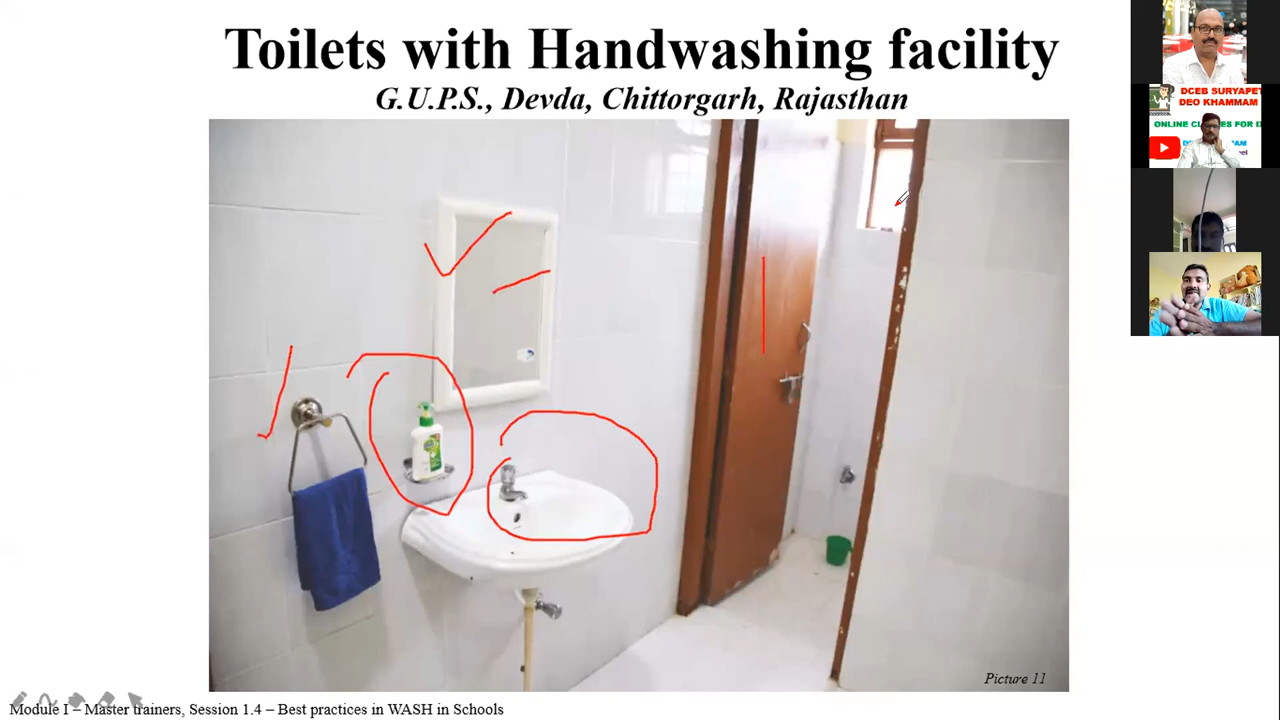 Toilets with Handwashing facility
G.U.P.S., Devda, Chittorgarh, Rajasthan
DCEB SURYAPET
DEO KHAMMAM
ONLINE
FOR
Picture 11
Module I – Master trainers, Session 1.4 – Best practices in WASH in Schools